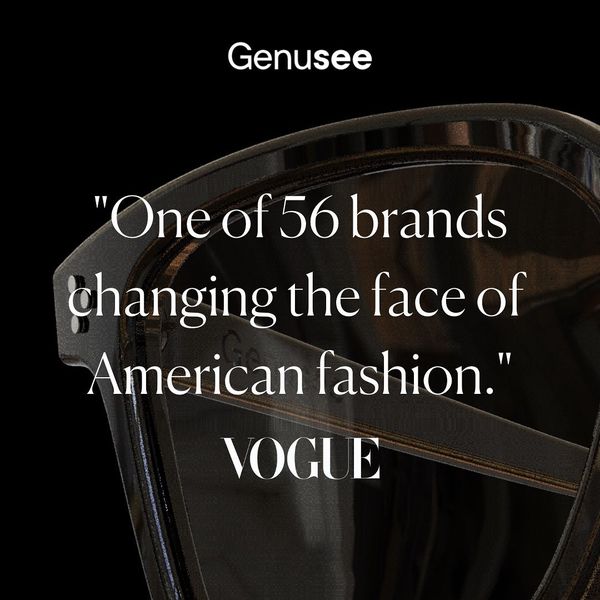 Genusee
"One of 56 brands
changing the face of
American fashion."
VOGUE